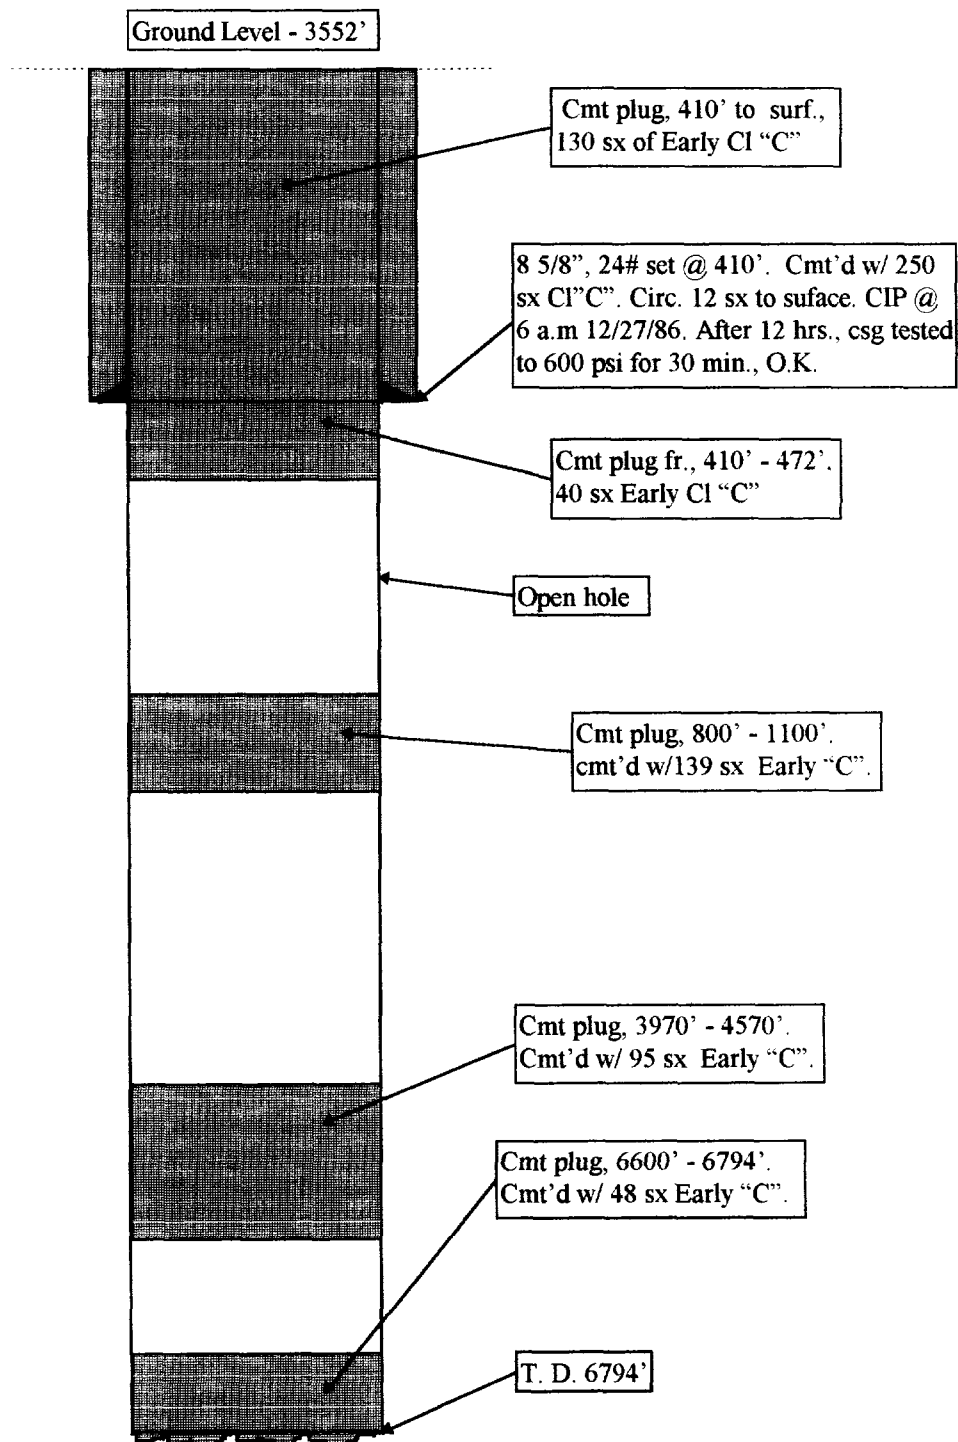 Ground Level - 3552’
Cmt plug, 410’ to surf.,
130 sx of Early Cl “C”
8 5/8”, 24# set @ 410’. Cmt’d w/ 250
sx Cl”C”. Circ. 12 sx to suface. CIP @
6 a.m 12/27/86. After 12 hrs., csg tested
to 600 psi for 30 min., O.K.
Cmt plug fr., 410’ - 472’.
40 sx Early Cl “C”
Open hole
Cmt plug, 800’ - 1100’.
cmt’d w/139 sx Early “C”.
Cmt plug, 3970’ - 4570’.
Cmt’d w/ 95 sx Early “C”.
Cmt plug, 6600’ - 6794’.
Cmt’d w/ 48 sx Early “C”.
T. D. 6794’